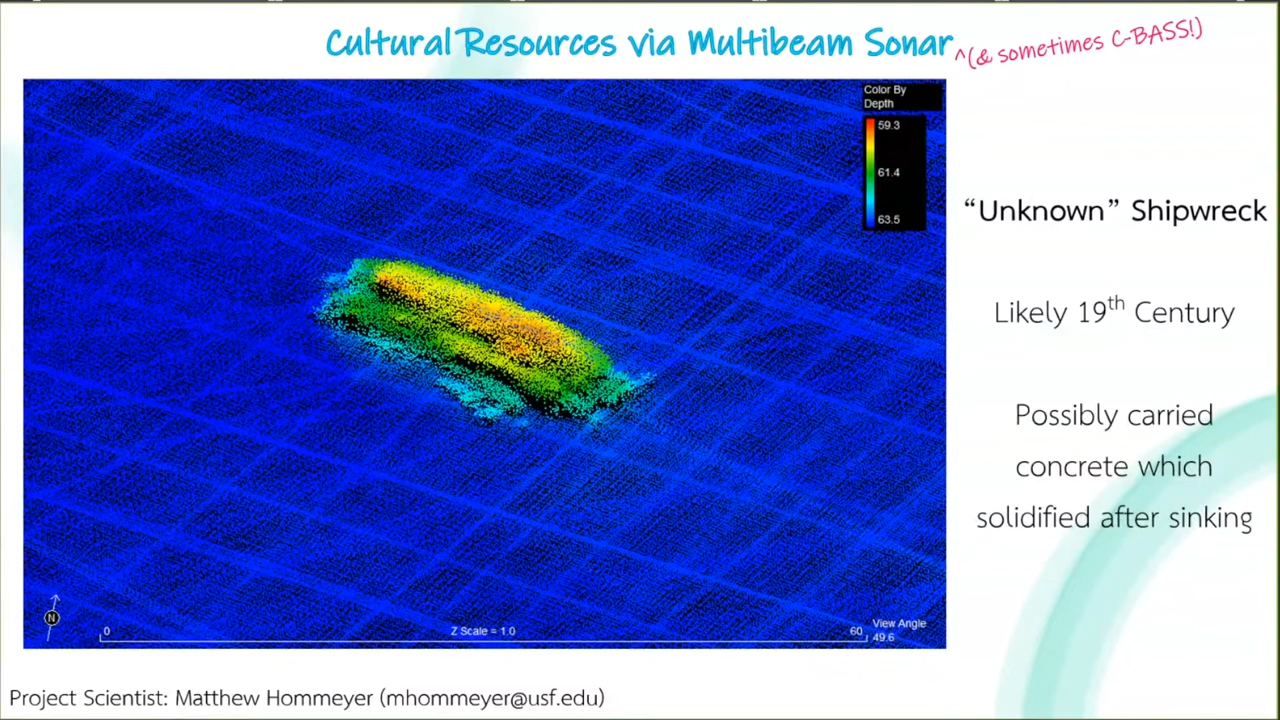 Cultural Resources via Multibeam Sonar ^(& sometimes C-BASS!)
Color By
Depth
59.3
61.4
63.5
“Unknown” Shipwreck
Likely 19th Century
Possibly carried
concrete which
solidified after sinking
N
0
Z Scale = 1.0
60
View Angle
49.6
Project Scientist: Matthew Hommeyer (mhommeyer@usf.edu)